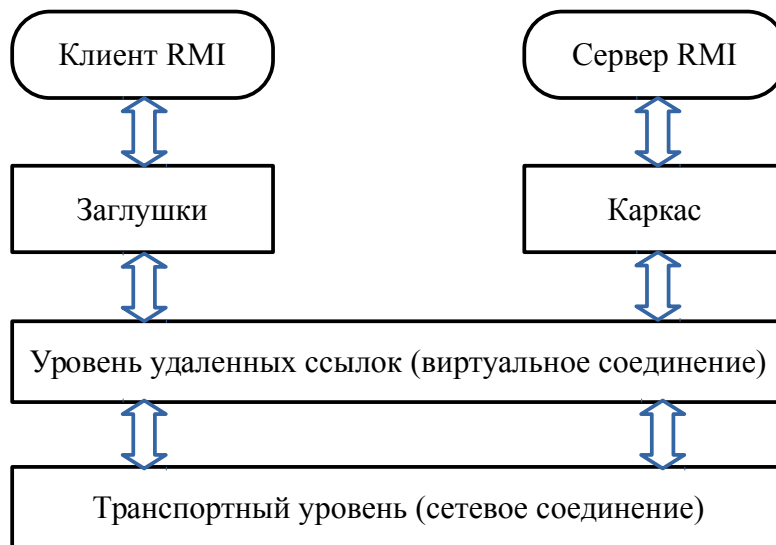 Клиент RMI
Сервер RMI
Заглушки
Каркас
Уровень удаленных ссылок (виртуальное соединение)
Транспортный уровень (сетевое соединение)